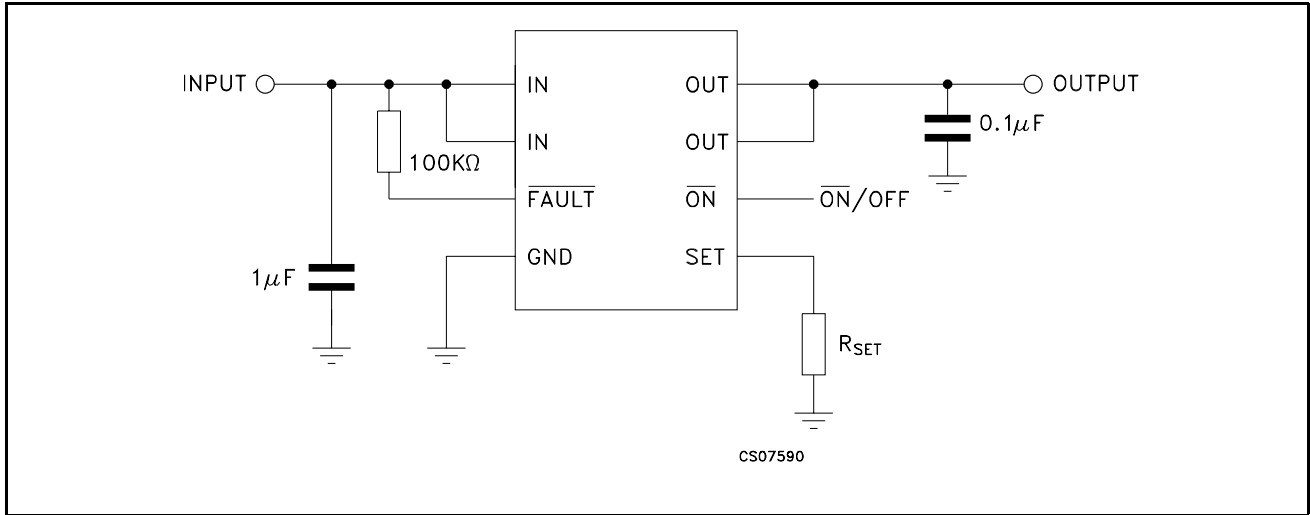 INPUT
IN
OUT
OUTPUT
0.1μF
IN
OUT
100KΩ
FAULT
ON
ON/OFF
GND
SET
1μF
RSET
CS07590